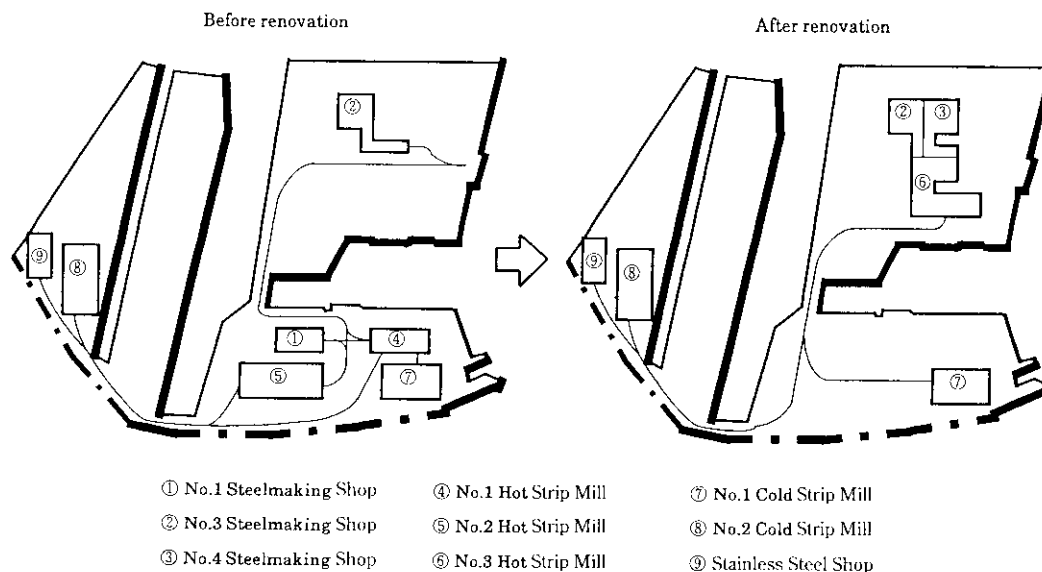 Before renovation
After renovation
②
②
③
⑥
⑨
⑧
⑨
⑧
①
④
⑤
⑦
⑦
① No.1 Steelmaking Shop
④ No.1 Hot Strip Mill
⑦ No.1 Cold Strip Mill
② No.3 Steelmaking Shop
⑤ No.2 Hot Strip Mill
⑧ No.2 Cold Strip Mill
③ No.4 Steelmaking Shop
⑥ No.3 Hot Strip Mill
⑨ Stainless Steel Shop